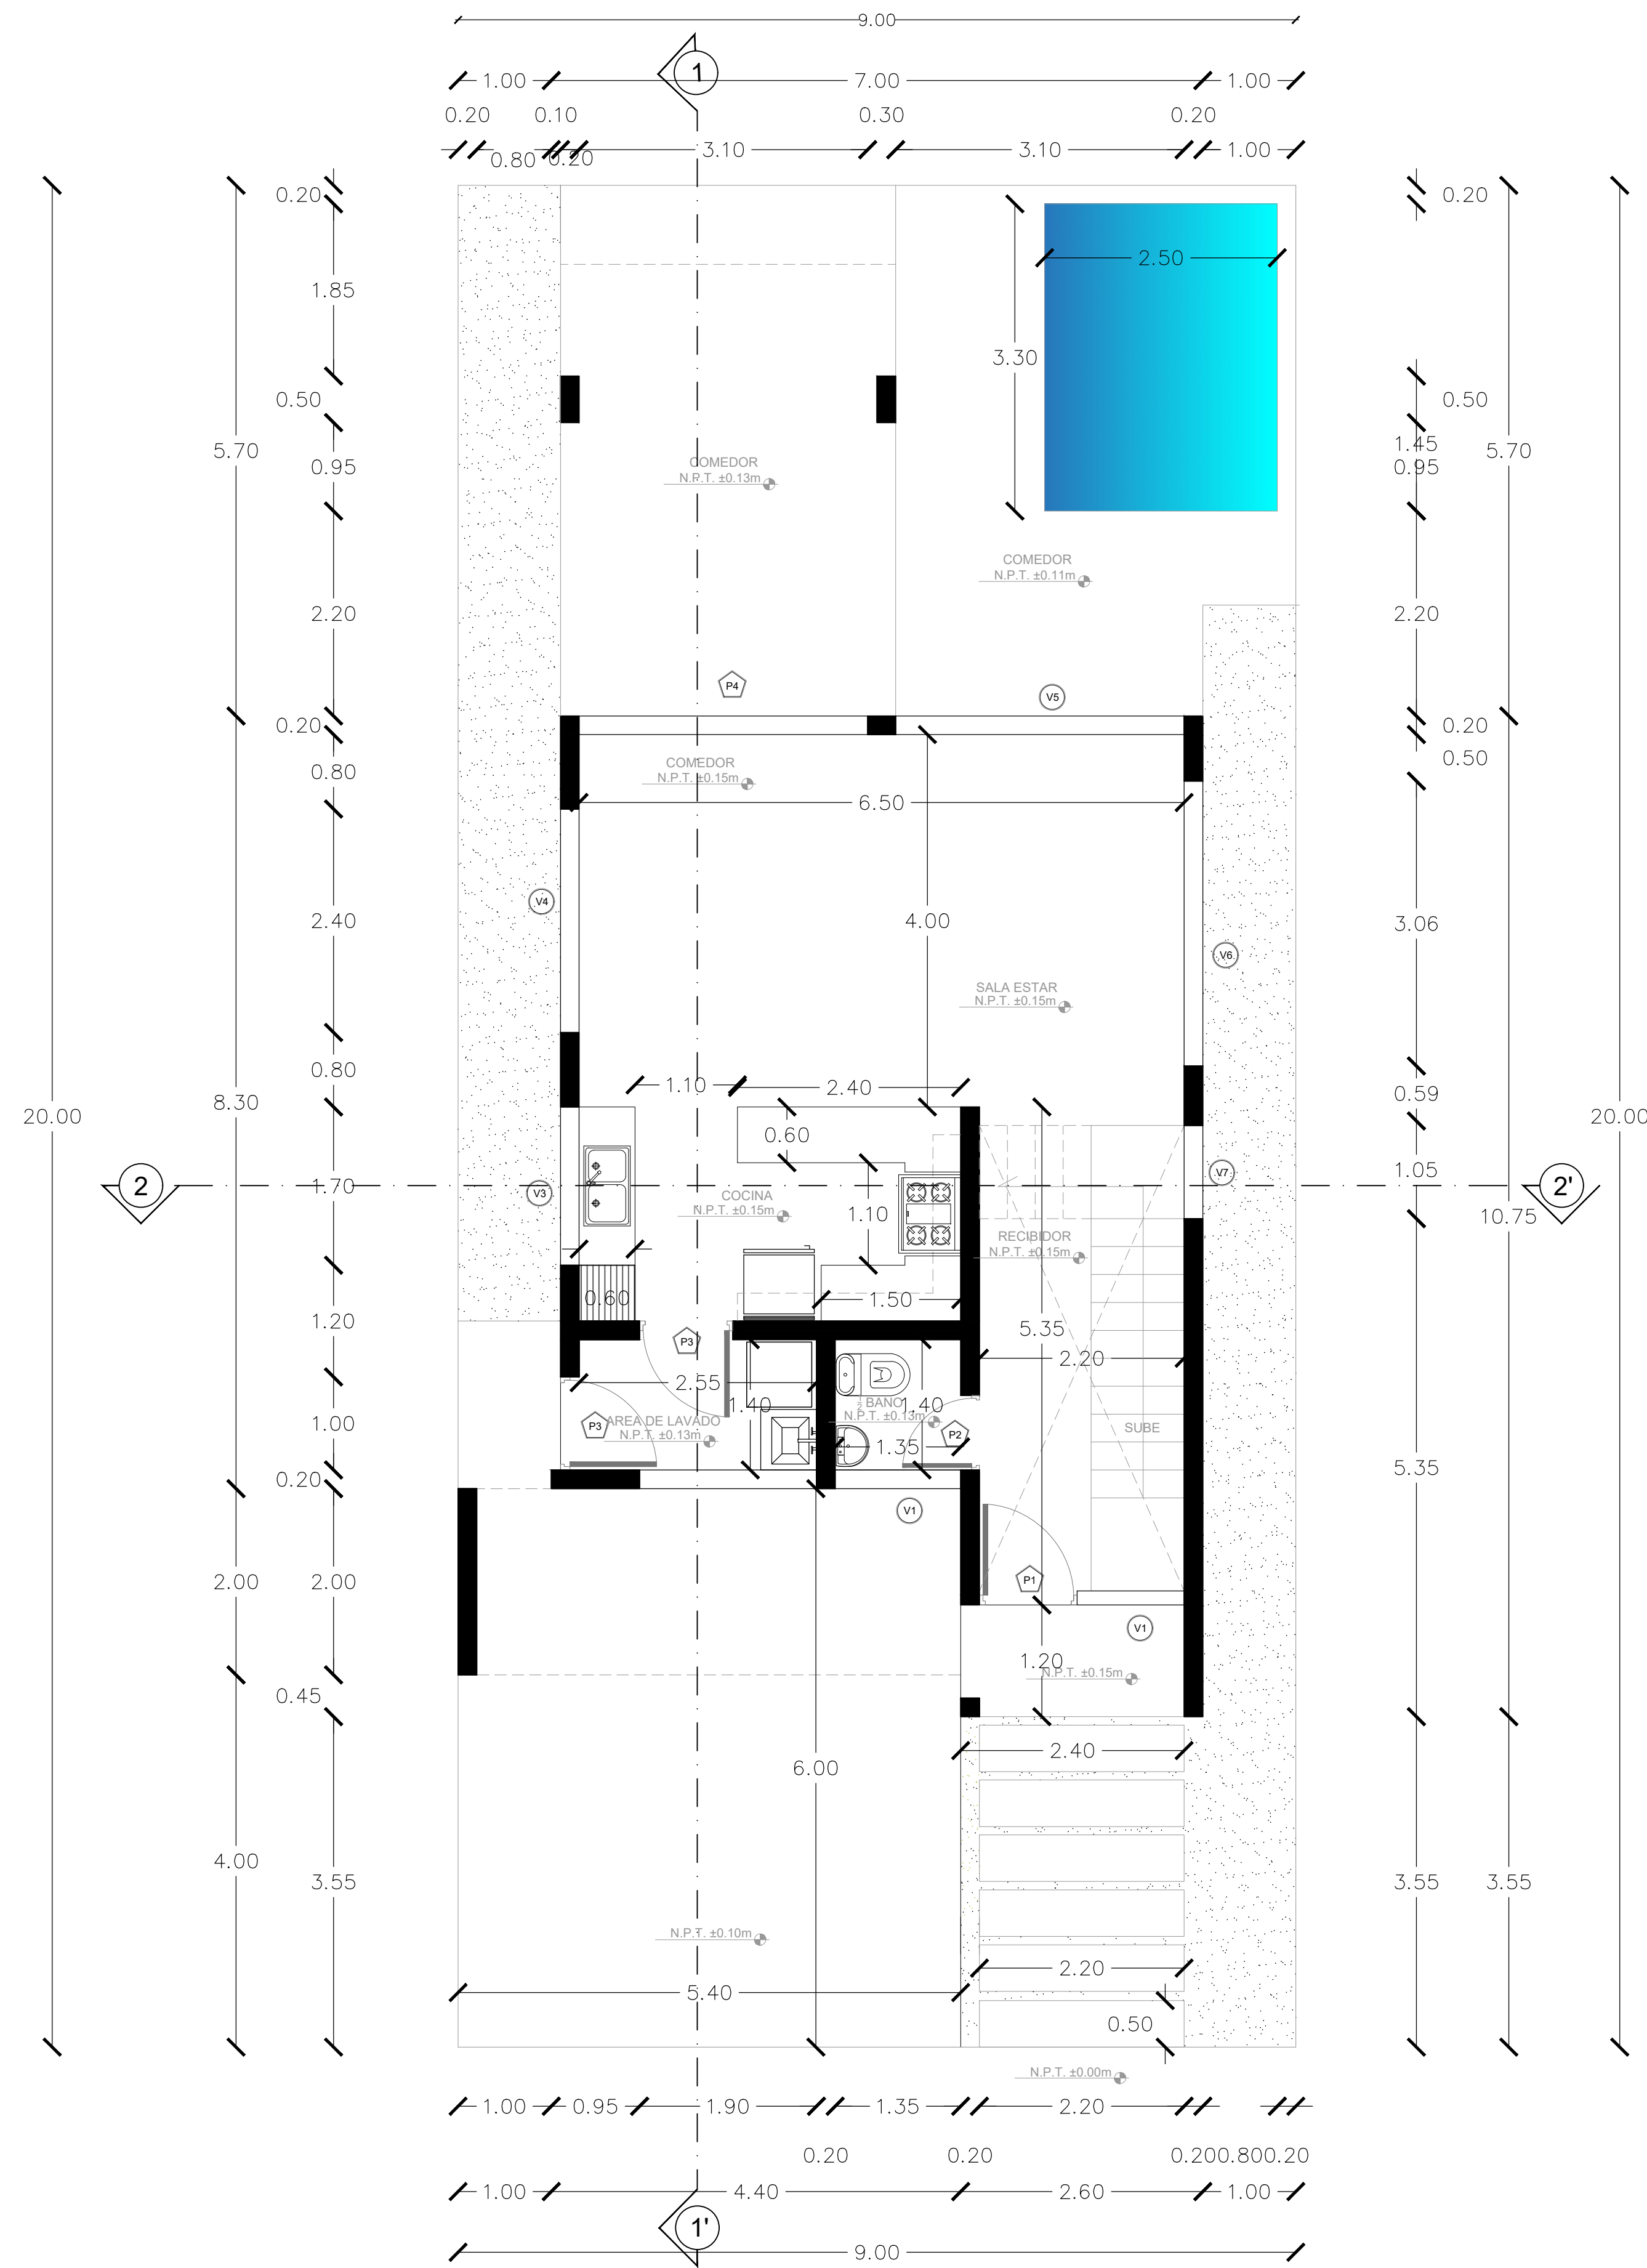 9.00
1
1.00 7.00 1.00
0.20 0.10 0.30 0.20
0.80 0.20 3.10 3.10 1.00
0.20 0.20
2.50
1.85
3.30
0.50 0.50
1.45
5.70 5.70
COMEDOR
0.95 0.95
N.P.T. ±0.13m
COMEDOR
N.P.T. ±0.11m
2.20 2.20
P4
V5
0.20 0.20
COMEDOR
0.50
0.80
N.P.T. ±0.15m
6.50
V4
2.40 4.00 3.06
V6
SALA ESTAR
N.P.T. ±0.15m
0.80
1.10 2.40
0.59
8.30
20.00 20.00
0.60
1.05
V7
2 1.70 2'
V3
COCINA
N.P.T. ±0.15m
1.10
10.75
RECIBIDOR
N.P.T. ±0.15m
0.60 1.50
1.20
5.35
P3
2.20
2.55
1.40 1.40
½ BAÑO
N.P.T. ±0.13m
1.00
P3
AREA DE LAVADO
N.P.T. ±0.13m
SUBE
P2
1.35
5.35
0.20
V1
2.00 2.00
P1
V1
1.20
N.P.T. ±0.15m
0.45
2.40
6.00
4.00
3.55 3.55 3.55
N.P.T. ±0.10m
2.20
5.40
0.50
N.P.T. ±0.00m
1.00 0.95 1.90 1.35 2.20
0.20 0.20 0.20 0.80 0.20
1.00 4.40 2.60 1.00
1'
9.00